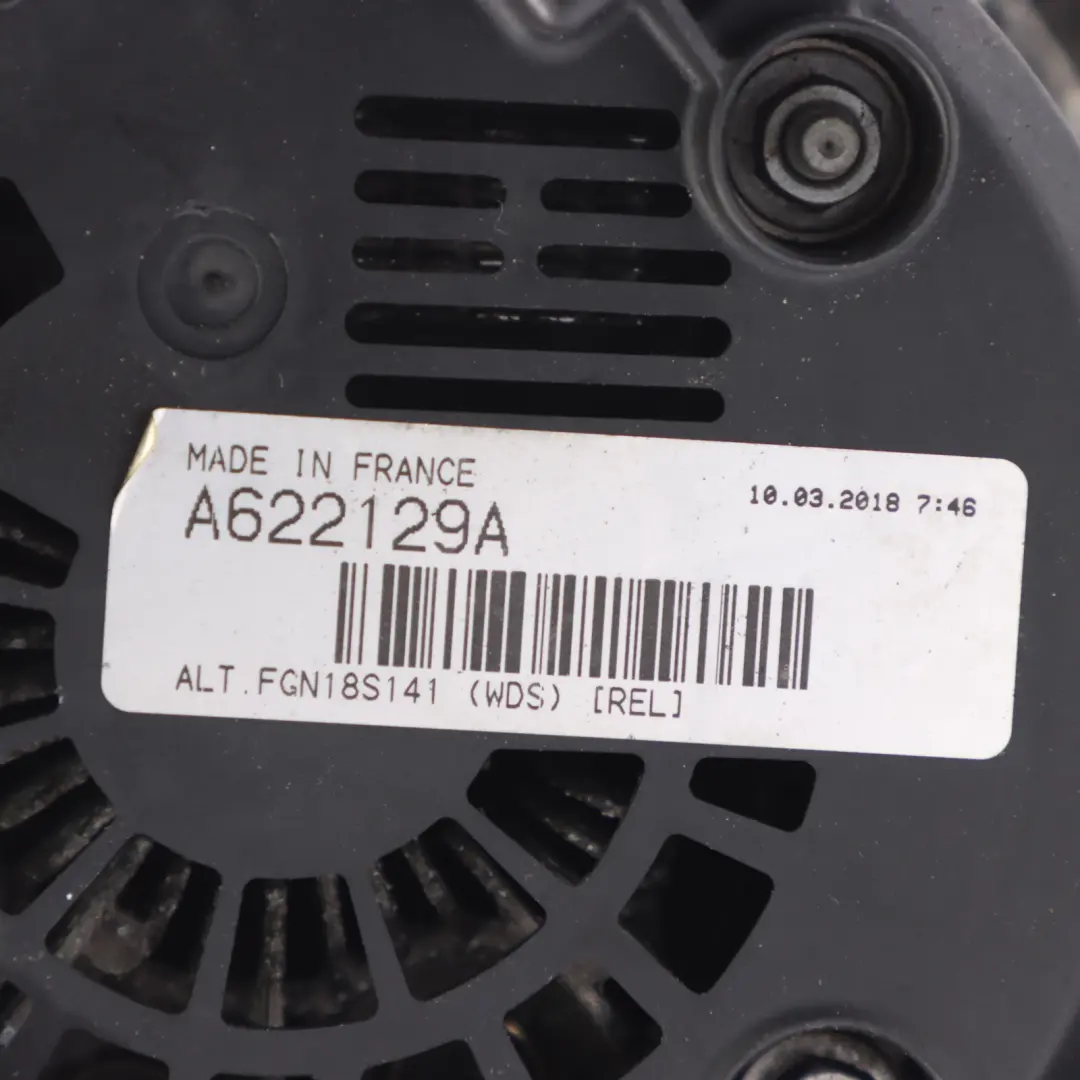 MADE IN FRANCE
A622129A
10.03.2018 7:46
ALT.FGN18S141 (WDS) [REL]